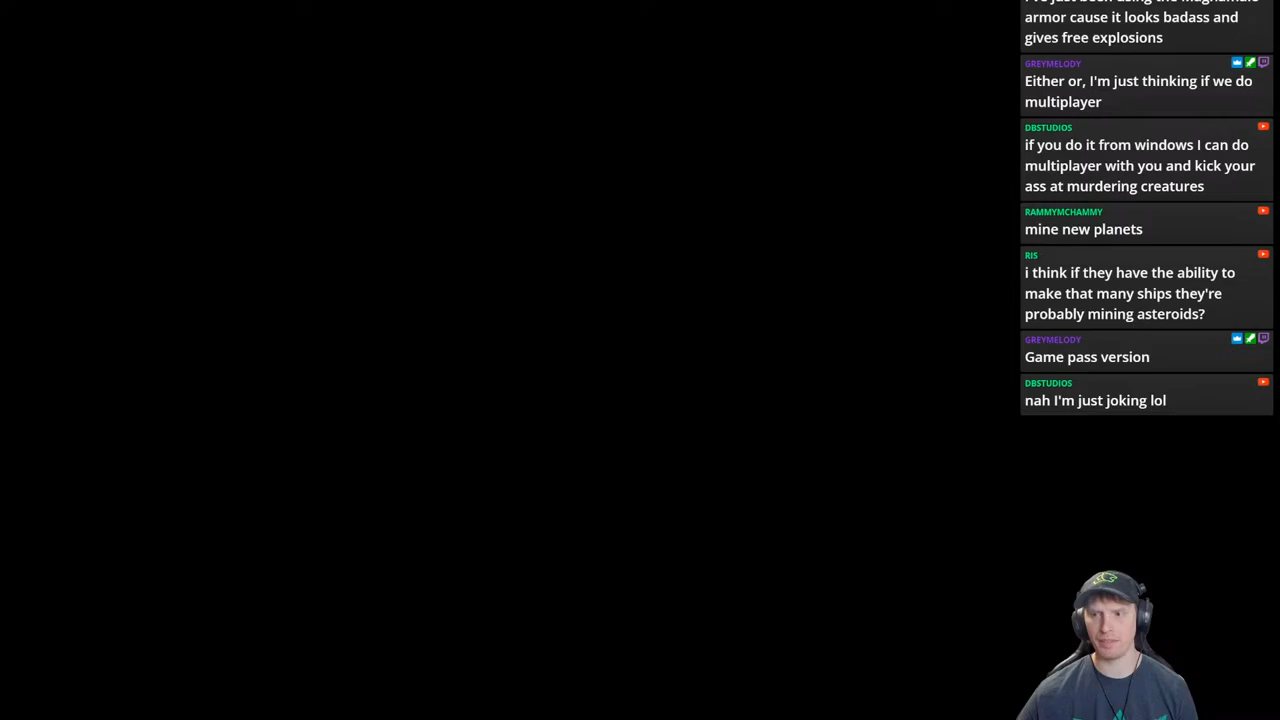 armor cause it looks badass and
gives free explosions
GREYMELODY
Either or, I'm just thinking if we do
multiplayer
DBSTUDIOS
if you do it from windows I can do
multiplayer with you and kick your
ass at murdering creatures
RAMMYMCHAMMY
mine new planets
RIS
i think if they have the ability to
make that many ships they're
probably mining asteroids?
GREYMELODY
Game pass version
DBSTUDIOS
nah I'm just joking lol